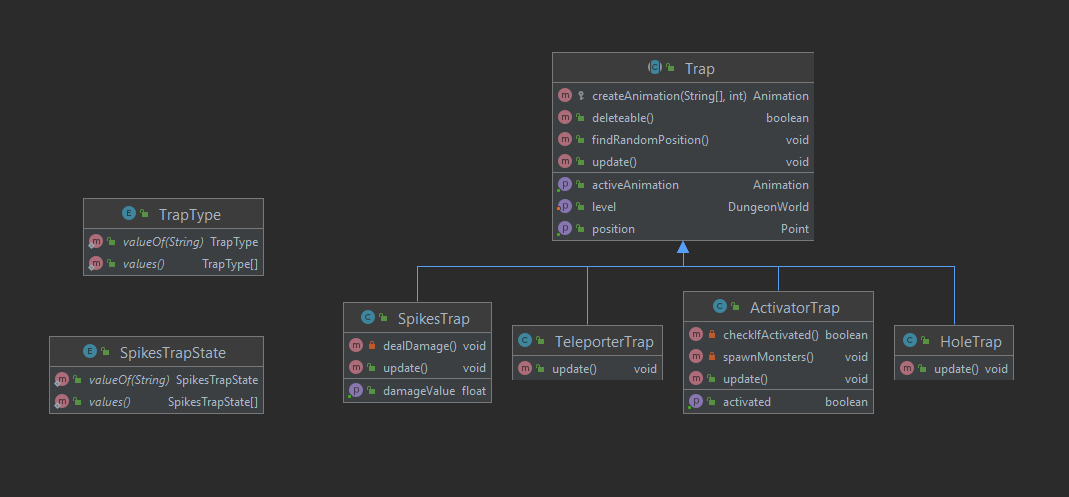 C Trap
m createAnimation(String[], int) Animation
m deleteable() boolean
m findRandomPosition() void
m update() void
p activeAnimation Animation
p level DungeonWorld
p position Point
E TrapType
m valueOf(String) TrapType
m values() TrapType[]
E SpikesTrapState
m valueOf(String) SpikesTrapState
m values() SpikesTrapState[]
C SpikesTrap
m dealDamage() void
m update() void
p damageValue float
C TeleporterTrap
m update() void
C ActivatorTrap
m checkIfActivated() boolean
m spawnMonsters() void
m update() void
p activated boolean
C HoleTrap
m update() void